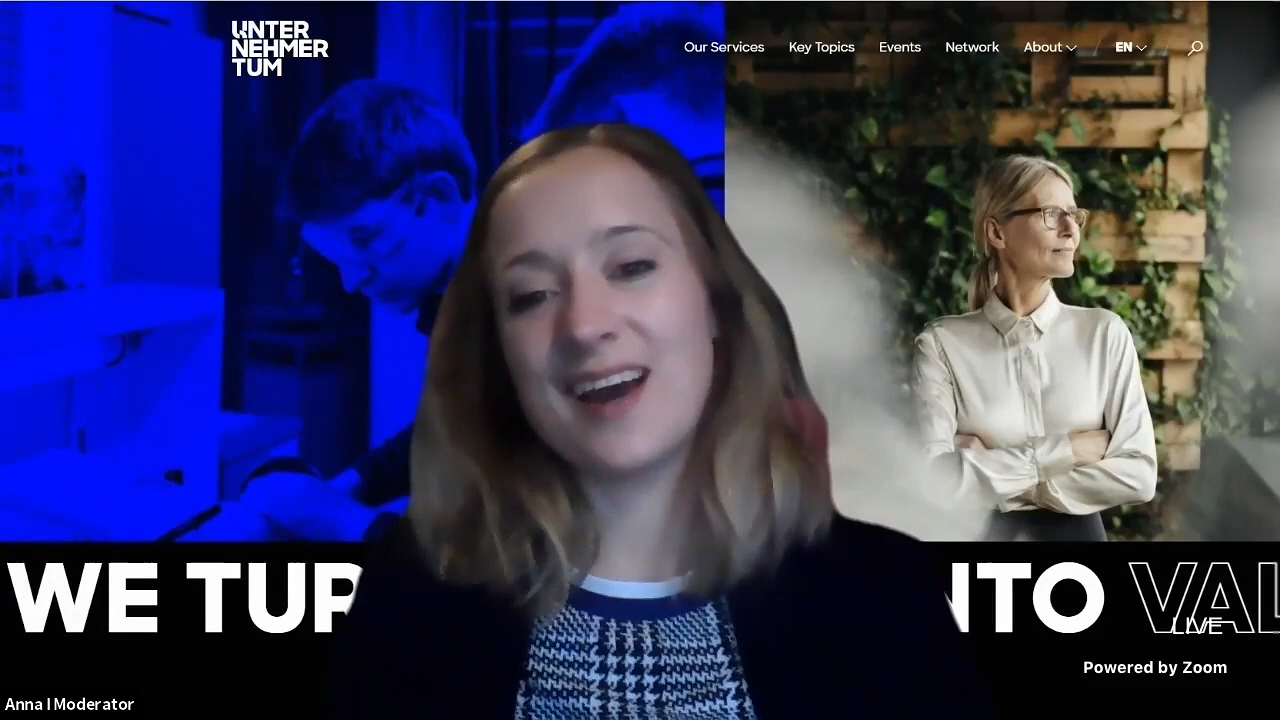 UNTER
NEHMER
TUM
Our Services Key Topics Events Network About EN
WE TUR NTO VAL
LIVE
Powered by Zoom
Anna I Moderator